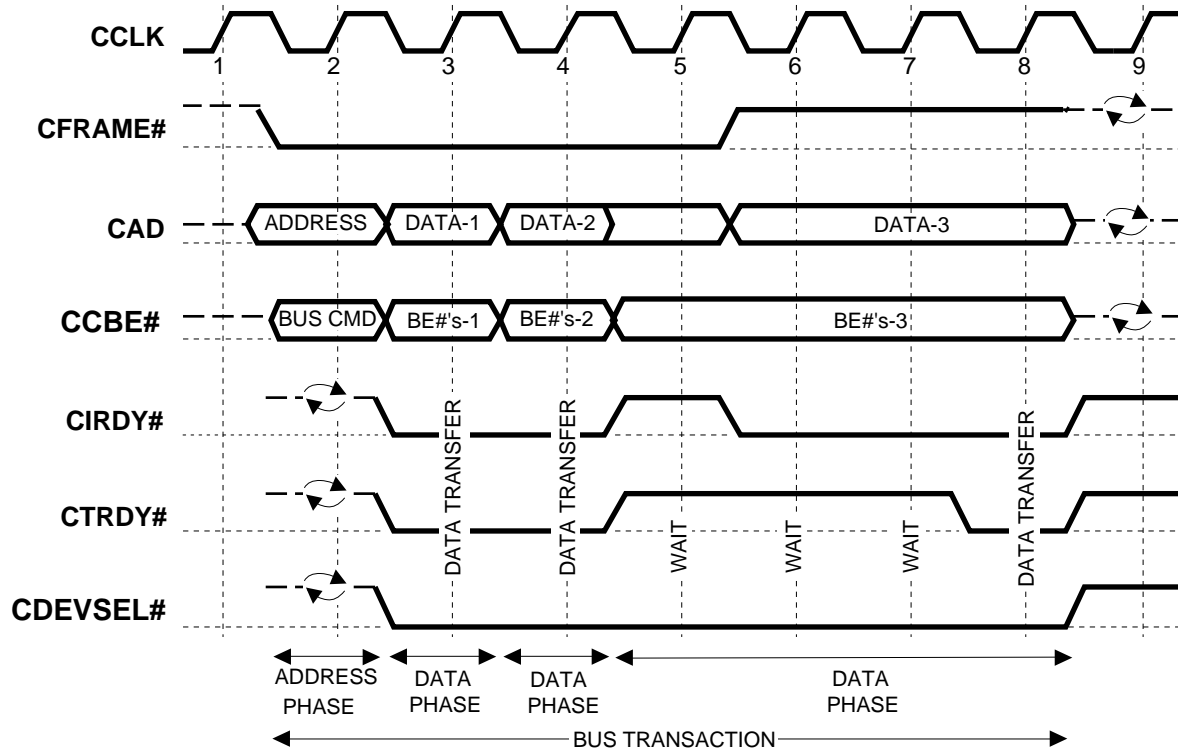 CCLK
1 2 3 4 5 6 7 8 9
CFRAME#
CAD
ADDRESS DATA-1 DATA-2 DATA-3
CCBE#
BUS CMD BE#'s-1 BE#'s-2 BE#'s-3
CIRDY#
CTRDY#
DATA TRANSFER
DATA TRANSFER
WAIT
WAIT
WAIT
DATA TRANSFER
CDEVSEL#
ADDRESS
PHASE
DATA
PHASE
DATA
PHASE
DATA
PHASE
BUS TRANSACTION